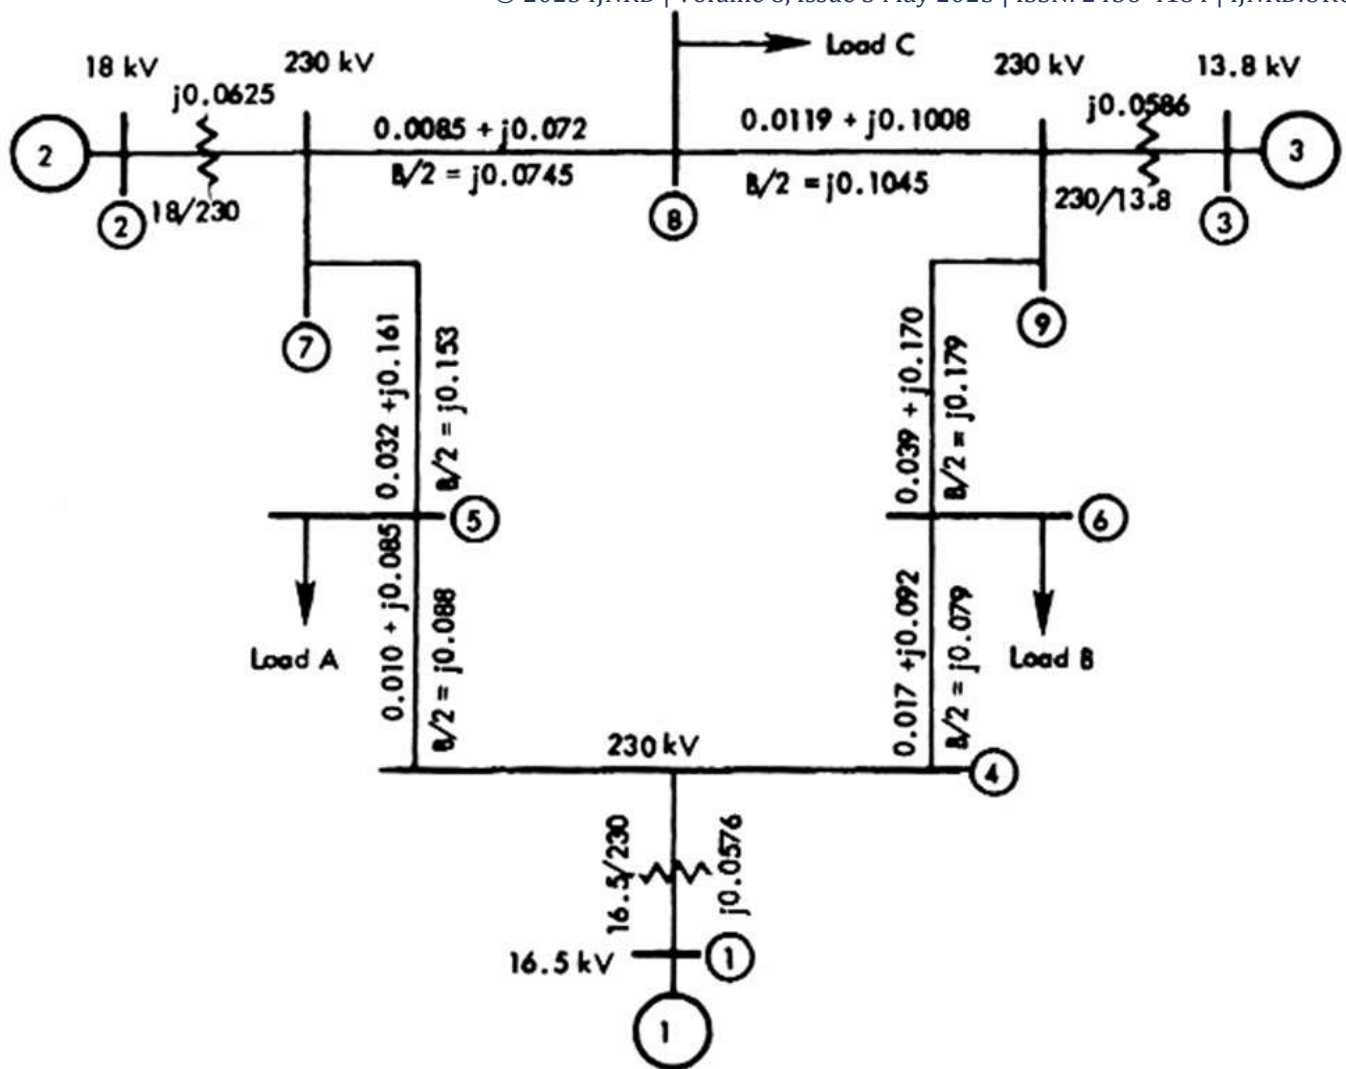 Load C
18 kV
230 kV
230 kV
13.8 kV
j0.0625
j0.0586
0.0085 + j0.072
0.0119 + j0.1008
2
3
B/2 = j0.0745
B/2 = j0.1045
18/230
230/13.8
2
8
3
7
9
0.032 +j0.161
B/2 = j0.153
0.039 + j0.170
B/2 = j0.179
5
6
Load A
Load B
0.010 + j0.085
B/2 = j0.088
0.017 +j0.092
B/2 = j0.079
230 kV
4
16.5/230
j0.0576
16.5 kV
1
1